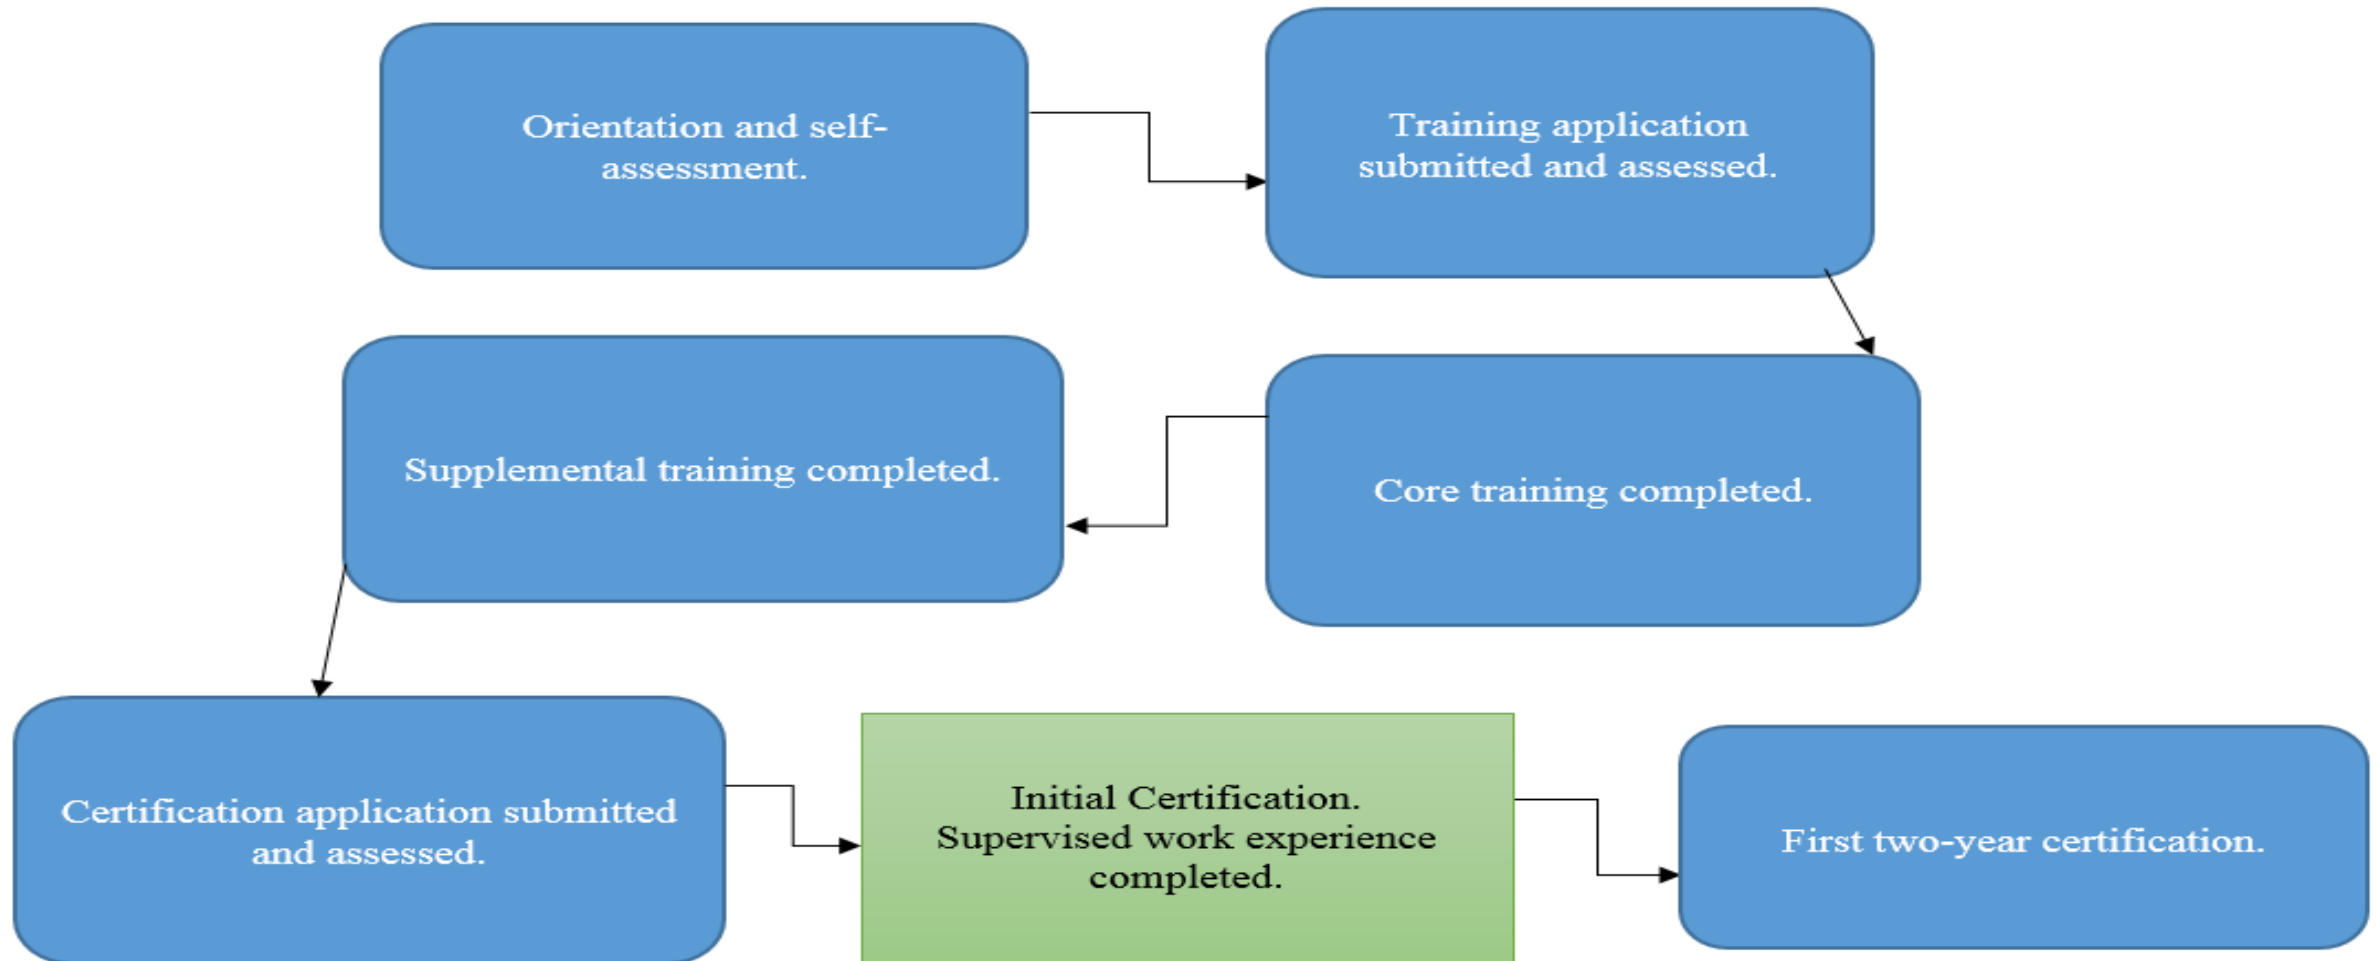 Orientation and self-
assessment.
Training application
submitted and assessed.
Core training completed.
Supplemental training completed.
Certification application submitted
and assessed.
Initial Certification.
Supervised work experience
completed.
First two-year certification.